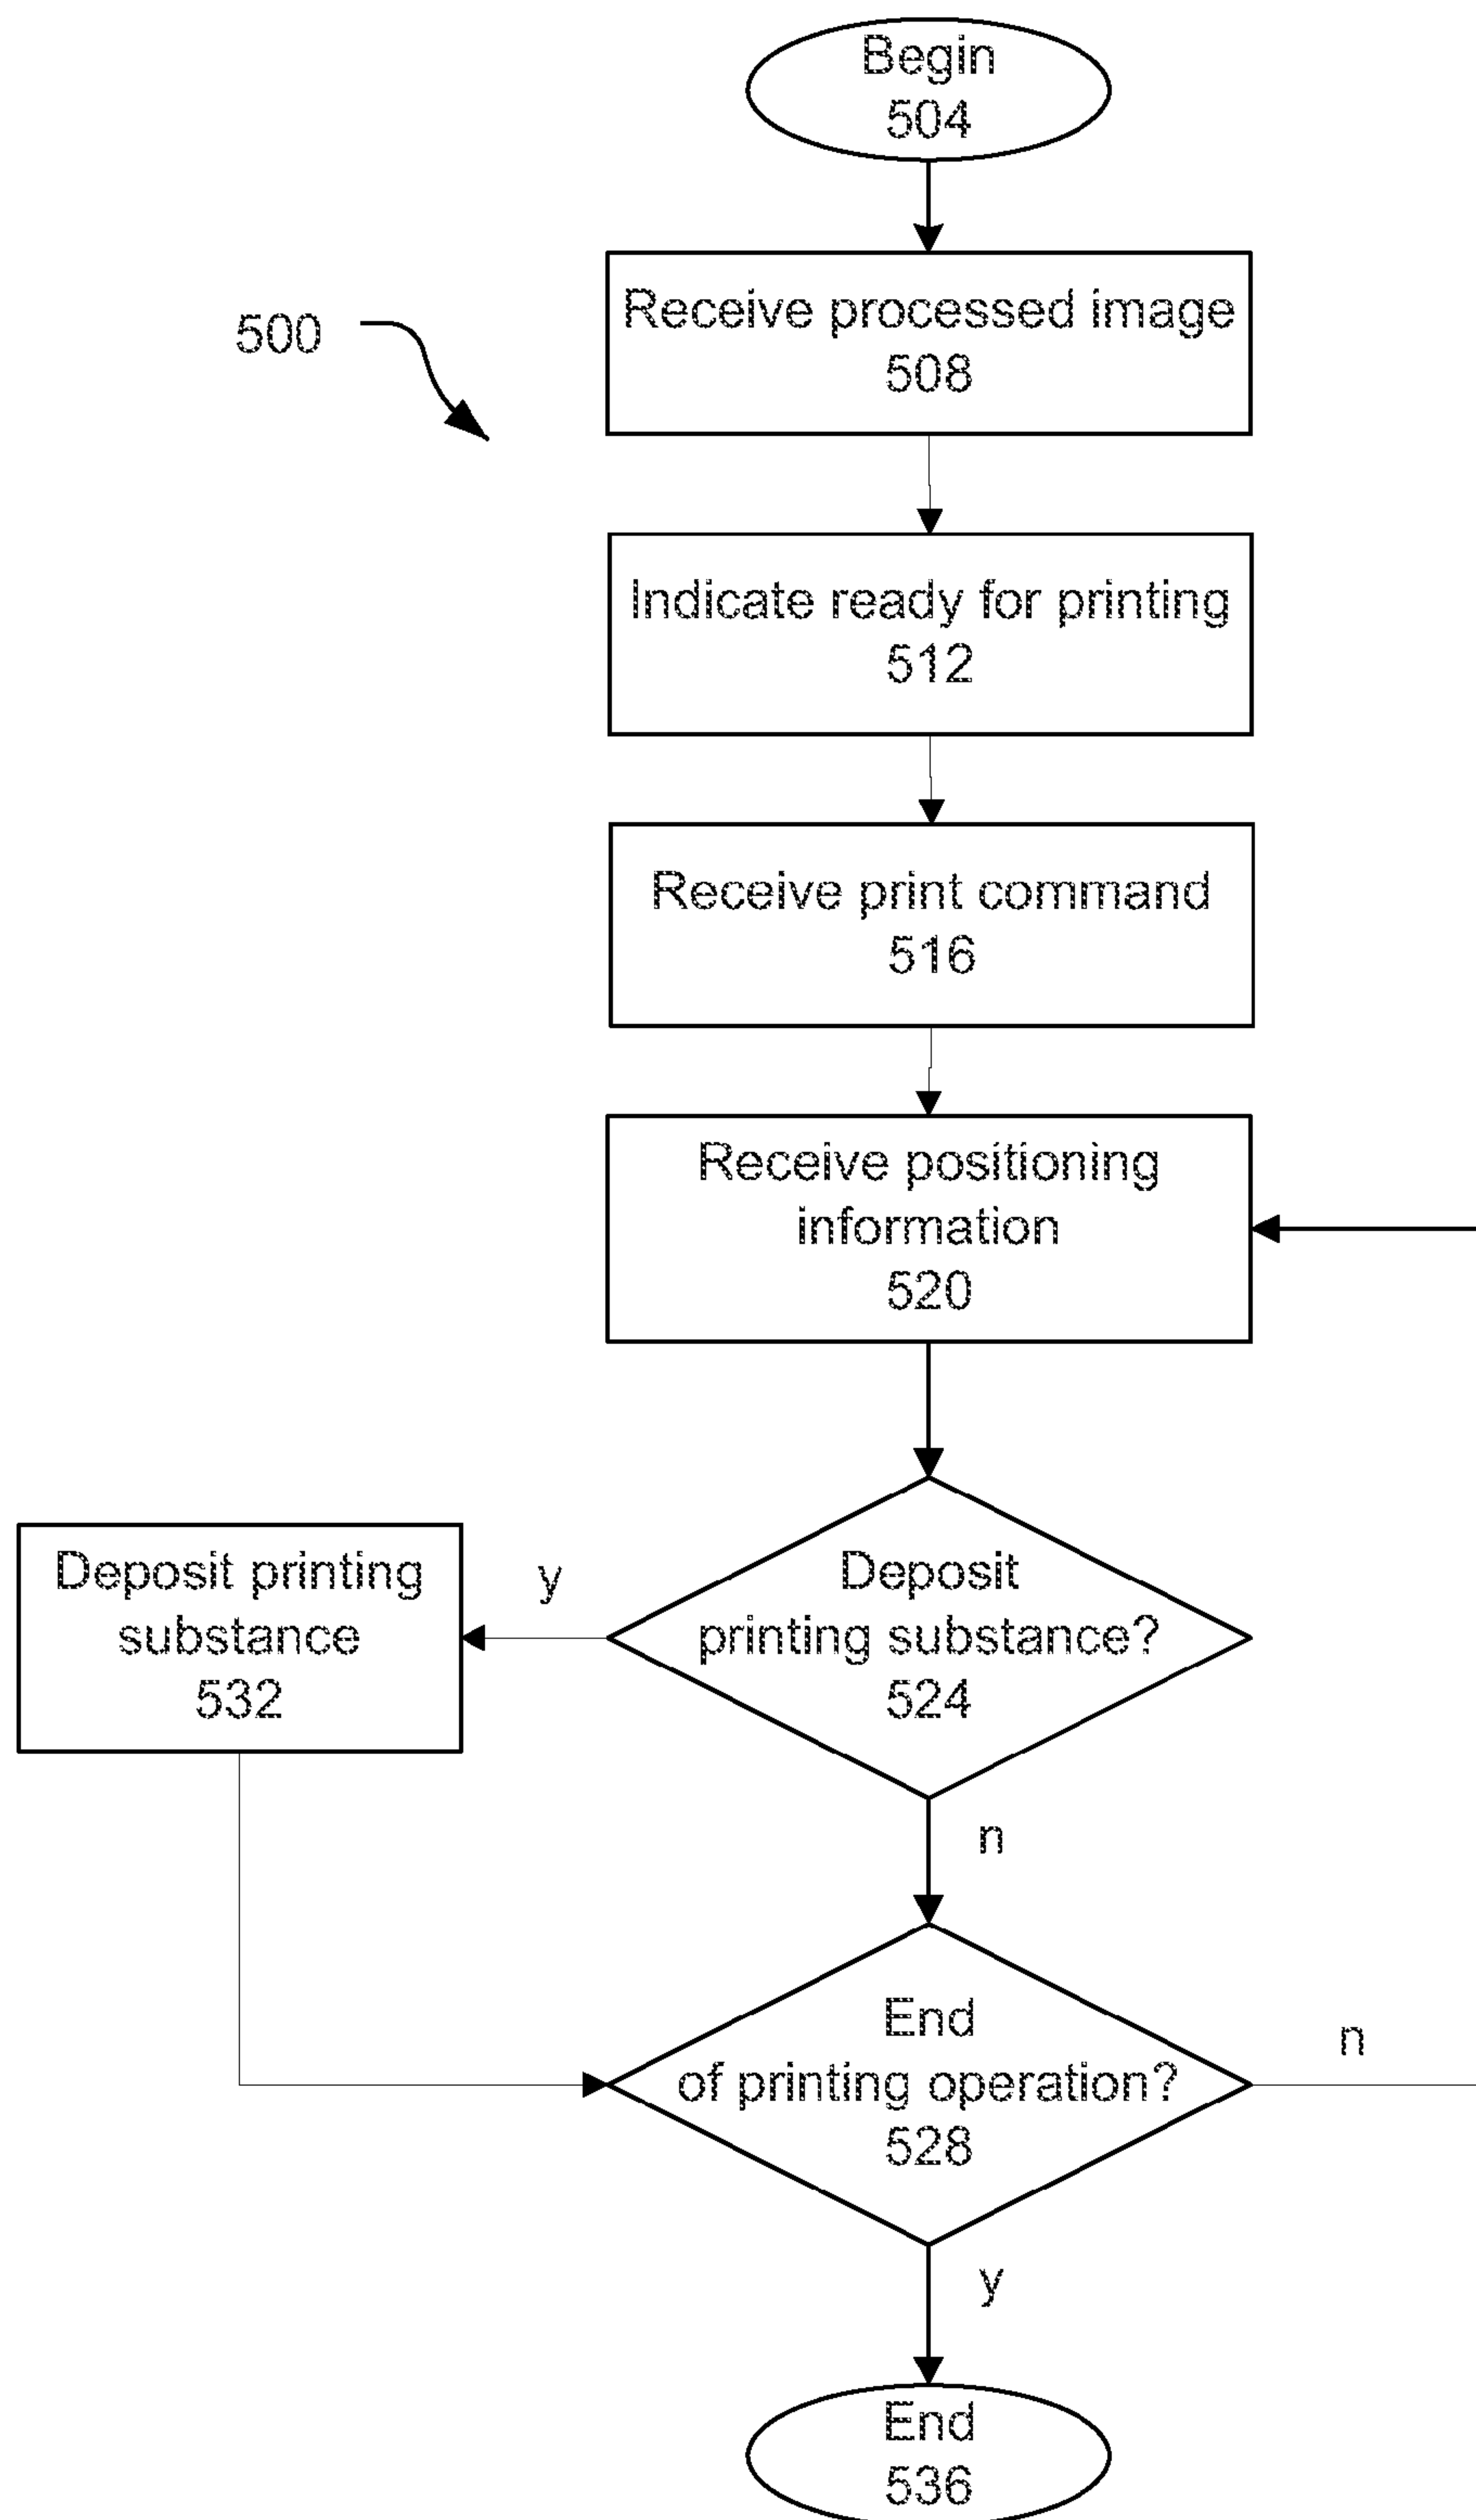 Begin
504
500
Receive processed image
508
Indicate ready for printing
512
Receive print command
516
Receive positioning
information
520
Deposit
printing substance?
524
y
Deposit printing
substance
532
n
End
of printing operation?
528
n
y
End
536